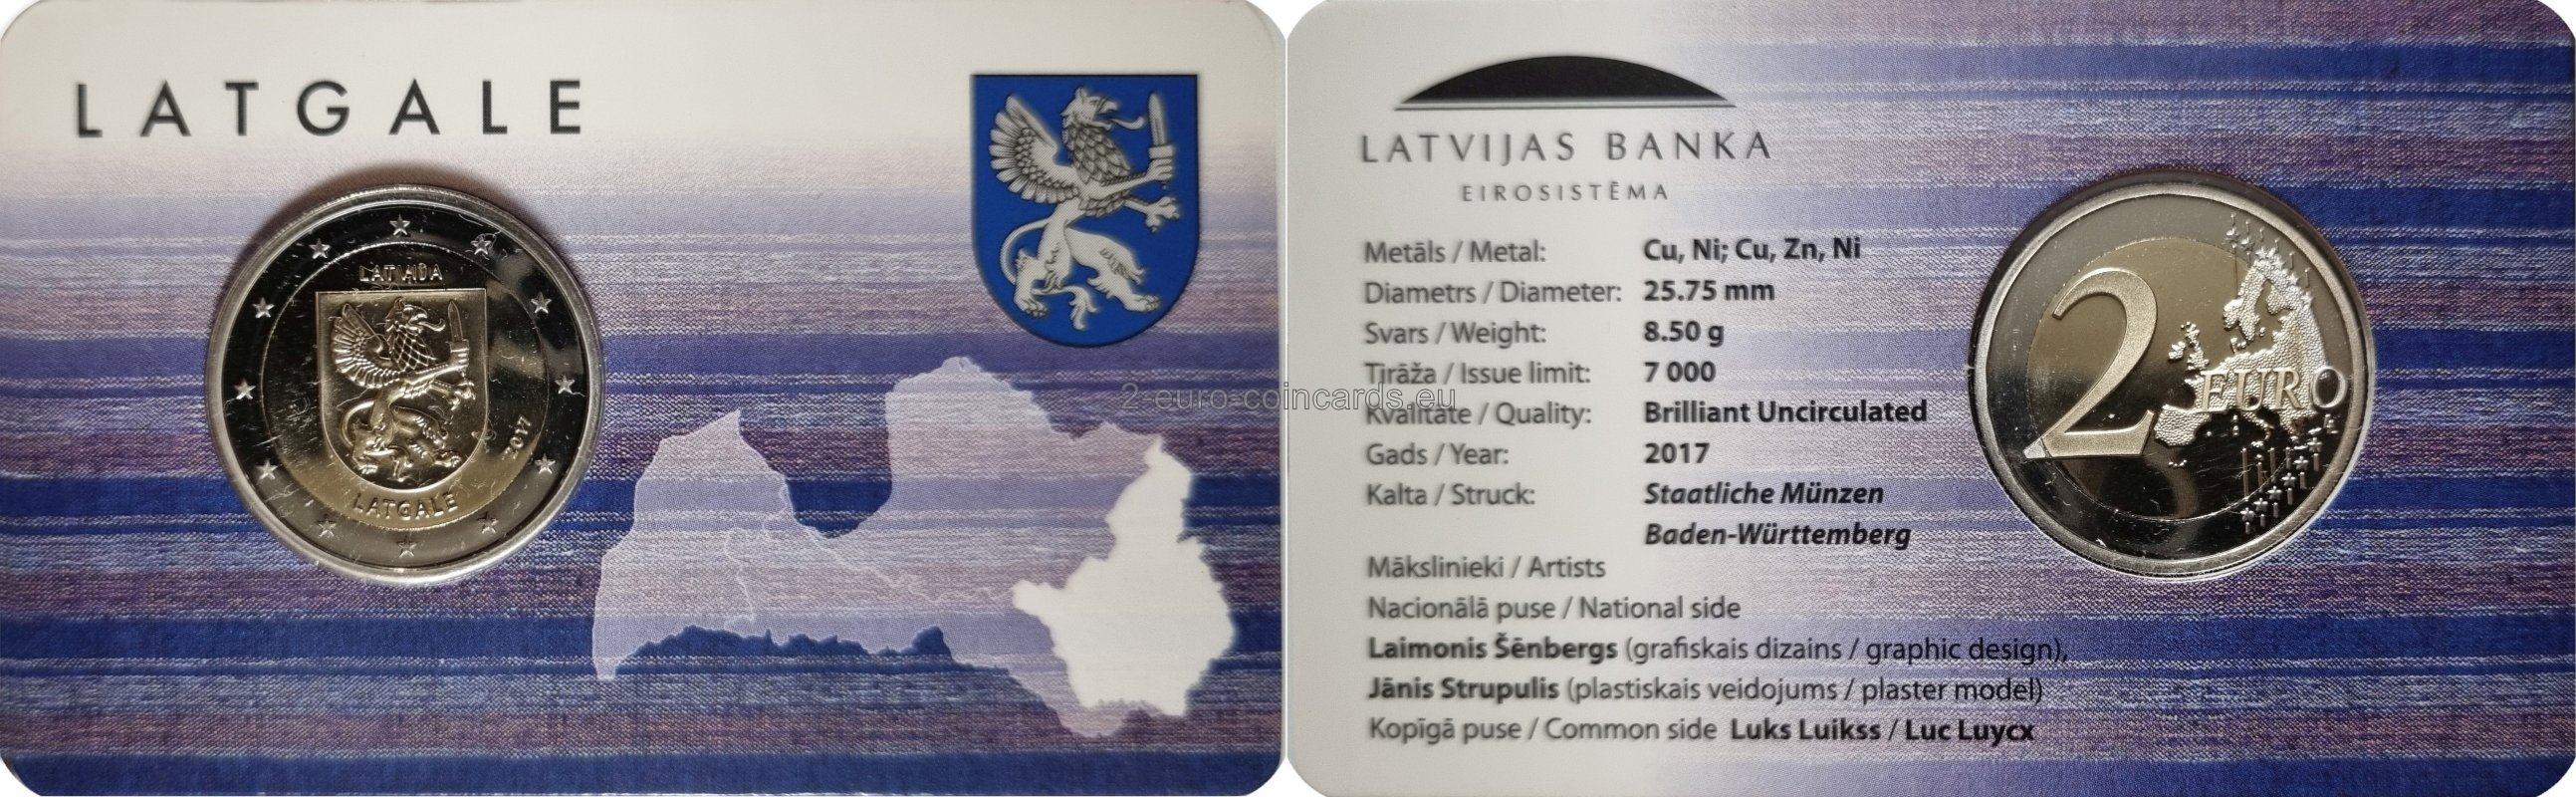 LATGALE
LATVIJA
2017
LATGALE
2-euro-coincards.eu
LATVIJAS BANKA
EIROSISTĒMA
Metāls / Metal: Cu, Ni; Cu, Zn, Ni
Diametrs / Diameter: 25.75 mm
Svars / Weight: 8.50 g
Tirāža / Issue limit: 7 000
Kvalitāte / Quality: Brilliant Uncirculated
Gads / Year: 2017
Kalta / Struck: Staatliche Münzen
Baden-Württemberg
Mākslinieki / Artists
Nacionālā puse / National side
Laimonis Šēnbergs (grafiskais dizains / graphic design),
Jānis Strupulis (plastiskais veidojums / plaster model)
Kopīgā puse / Common side Luks Luikss / Luc Luycx
2 EURO
LL